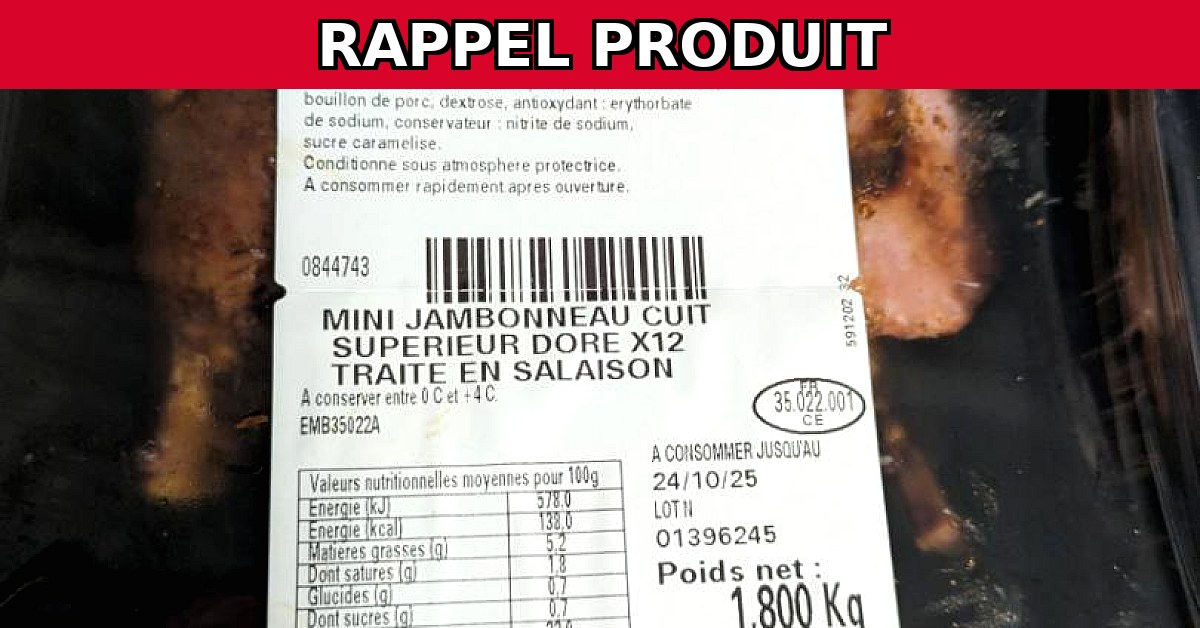 RAPPEL PRODUIT
bouillon de porc, dextrose, antioxydant : erythorbate
de sodium, conservateur : nitrite de sodium,
sucre caramelise.
Conditionne sous atmosphere protectrice.
A consommer rapidement apres ouverture.
0844743
MINI JAMBONNEAU CUIT
SUPERIEUR DORE X12
TRAITE EN SALAISON
A conserver entre 0 C et +4 C.
EMB35022A
591202 32
FR
35.022.001
CE
A CONSOMMER JUSQU'AU
24/10/25
LOT N
01396245
Poids net :
1,800 Kg
Valeurs nutritionnelles moyennes pour 100g
Energie (kJ) 578.0
Energie (kcal) 138.0
Matieres grasses (g) 5.2
Dont satures (g) 1.8
Glucides (g) 0.7
Dont sucres (g) 0.7